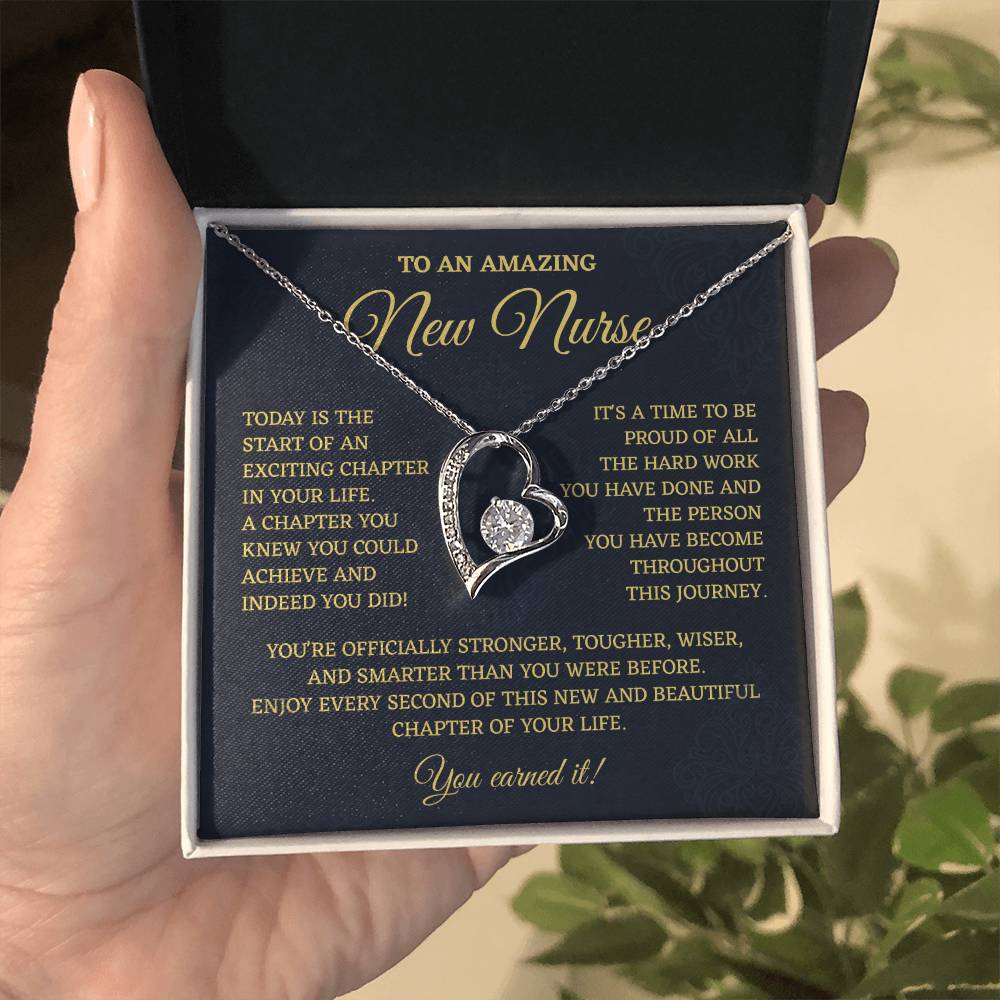 TO AN AMAZING
New Nurse
TODAY IS THE
START OF AN
EXCITING CHAPTER
IN YOUR LIFE.
A CHAPTER YOU
KNEW YOU COULD
ACHIEVE AND
INDEED YOU DID!
IT'S A TIME TO BE
PROUD OF ALL
THE HARD WORK
YOU HAVE DONE AND
THE PERSON
YOU HAVE BECOME
THROUGHOUT
THIS JOURNEY.
YOU'RE OFFICIALLY STRONGER, TOUGHER, WISER,
AND SMARTER THAN YOU WERE BEFORE.
ENJOY EVERY SECOND OF THIS NEW AND BEAUTIFUL
CHAPTER OF YOUR LIFE.
You earned it!